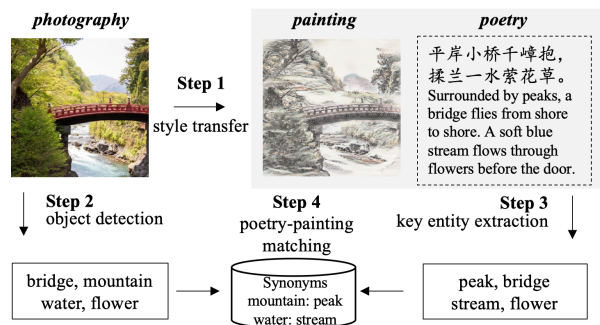 photography
painting
poetry
Step 1
style transfer
平岸小桥千嶂抱，
揉兰一水萦花草。
Surrounded by peaks, a
bridge flies from shore
to shore. A soft blue
stream flows through
flowers before the door.
Step 2
object detection
Step 4
poetry-painting
matching
Step 3
key entity extraction
bridge, mountain
water, flower
Synonyms
mountain: peak
water: stream
peak, bridge
stream, flower